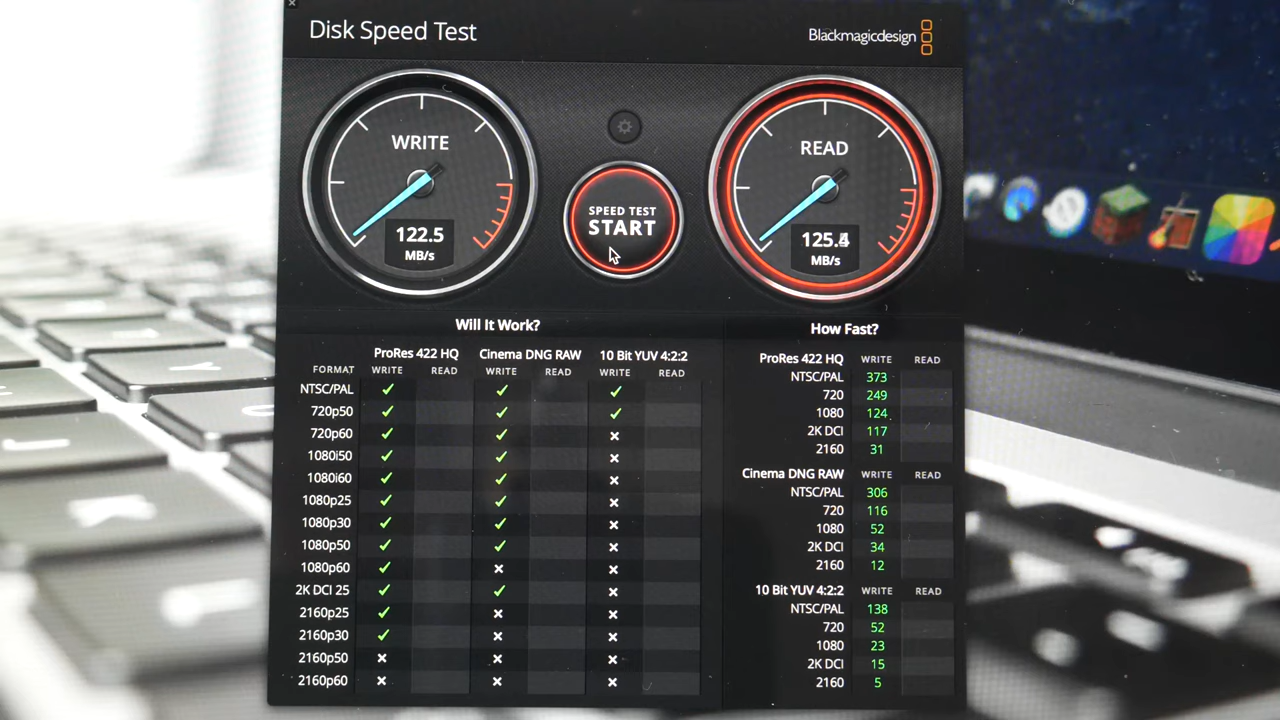 Disk Speed Test
Blackmagicdesign
WRITE
122.5
MB/s
SPEED TEST
START
READ
MB/s
Will It Work?
ProRes 422 HQ Cinema DNG RAW 10 Bit YUV 4:2:2
FORMAT WRITE READ WRITE READ WRITE READ
NTSC/PAL ✓ ✓ ✓
720p50 ✓ ✓ ✓
720p60 ✓ ✓ ×
1080i50 ✓ ✓ ×
1080i60 ✓ ✓ ×
1080p25 ✓ ✓ ×
1080p30 ✓ ✓ ×
1080p50 ✓ ✓ ×
1080p60 ✓ × ×
2K DCI 25 ✓ ✓ ×
2160p25 ✓ × ×
2160p30 ✓ × ×
2160p50 × × ×
2160p60 × × ×
How Fast?
ProRes 422 HQ WRITE READ
NTSC/PAL 373
720 249
1080 124
2K DCI 117
2160 31
Cinema DNG RAW WRITE READ
NTSC/PAL 306
720 116
1080 52
2K DCI 34
2160 12
10 Bit YUV 4:2:2 WRITE READ
NTSC/PAL 138
720 52
1080 23
2K DCI 15
2160 5